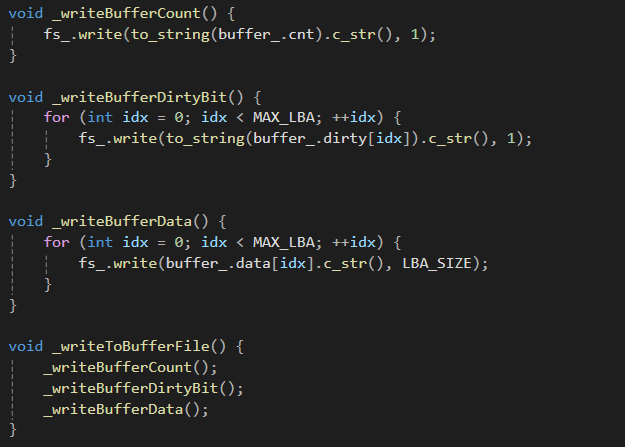 void _writeBufferCount() {
    fs_.write(to_string(buffer_.cnt).c_str(), 1);
}

void _writeBufferDirtyBit() {
    for (int idx = 0; idx < MAX_LBA; ++idx) {
        fs_.write(to_string(buffer_.dirty[idx]).c_str(), 1);
    }
}

void _writeBufferData() {
    for (int idx = 0; idx < MAX_LBA; ++idx) {
        fs_.write(buffer_.data[idx].c_str(), LBA_SIZE);
    }
}

void _writeToBufferFile() {
    _writeBufferCount();
    _writeBufferDirtyBit();
    _writeBufferData();
}